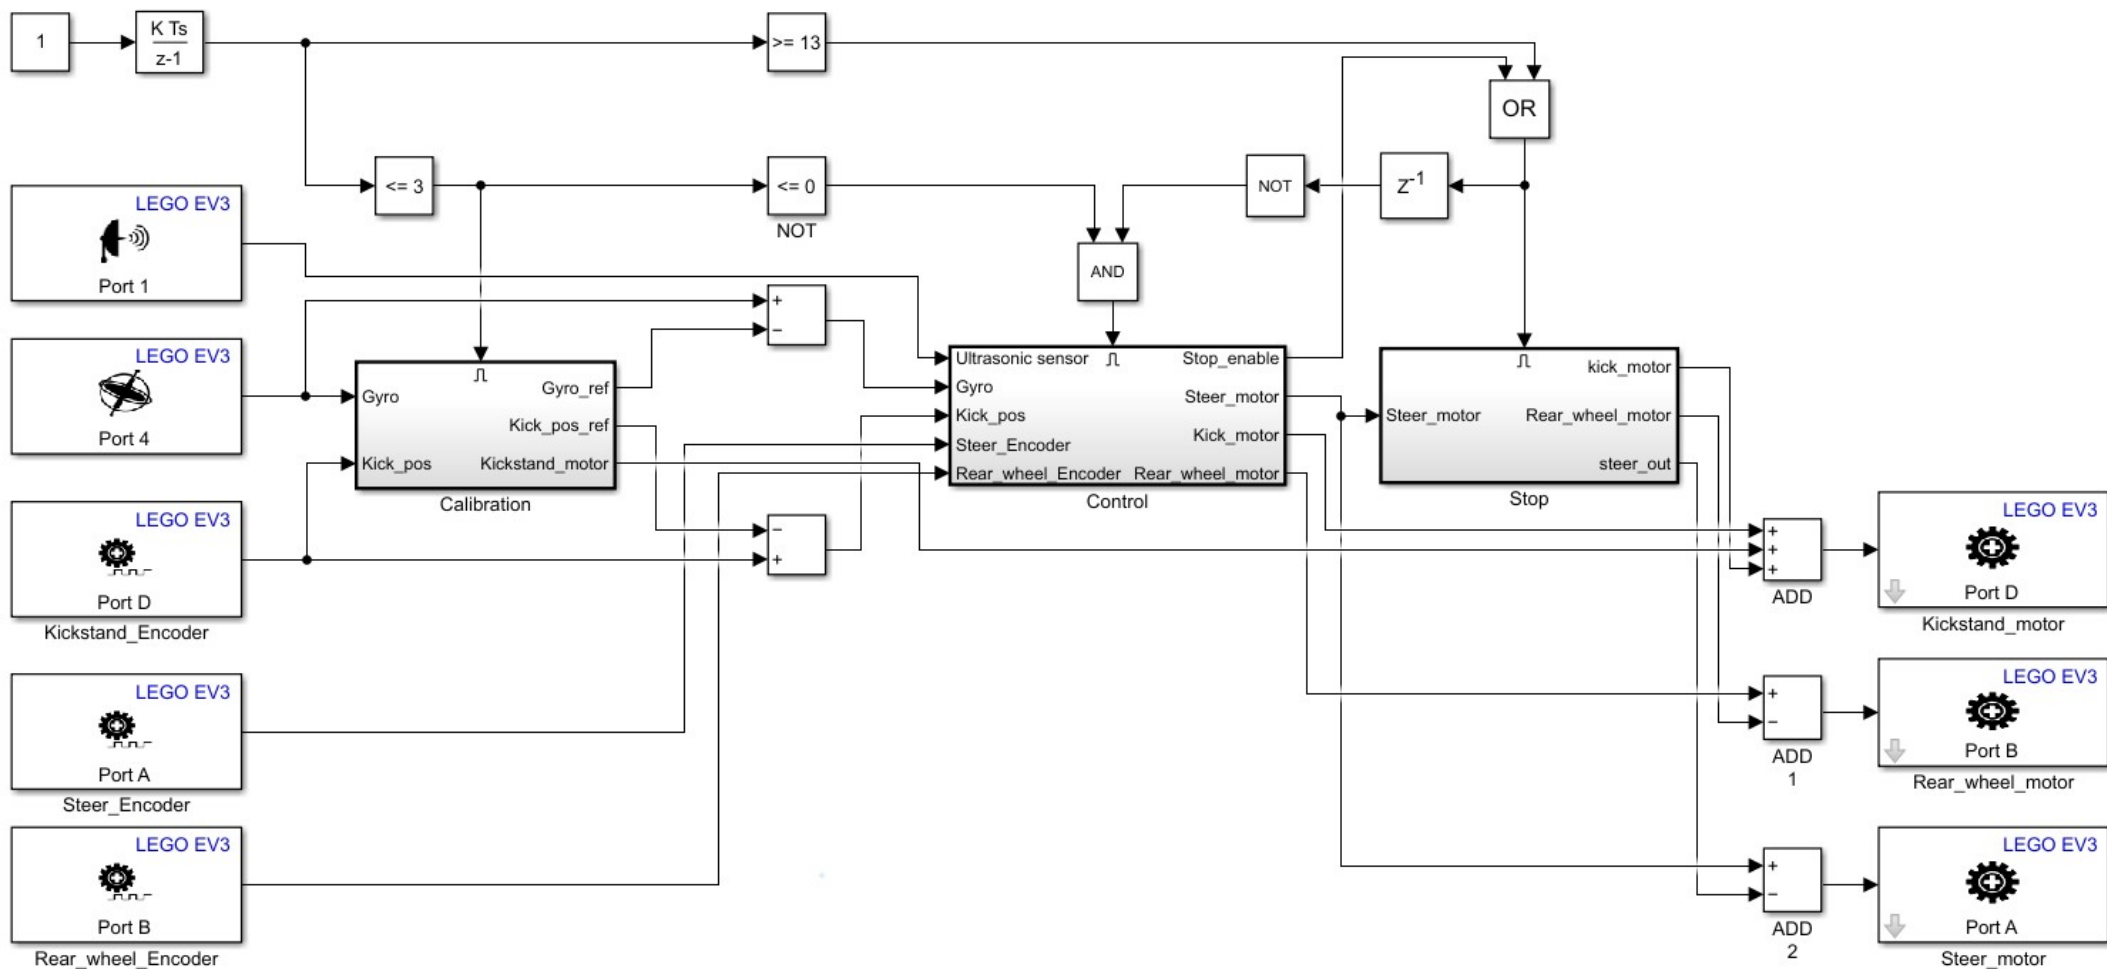 1
K Ts
z-1
>= 13
OR
<= 3
<= 0
NOT
NOT
z-1
AND
LEGO EV3
Port 1
LEGO EV3
Port 4
LEGO EV3
Port D
Kickstand_Encoder
LEGO EV3
Port A
Steer_Encoder
LEGO EV3
Port B
Rear_wheel_Encoder
Gyro
Kick_pos
Gyro_ref
Kick_pos_ref
Kickstand_motor
Calibration
+
−
−
+
Ultrasonic sensor
Gyro
Kick_pos
Steer_Encoder
Rear_wheel_Encoder
Stop_enable
Steer_motor
Kick_motor
Rear_wheel_motor
Control
Steer_motor
kick_motor
Rear_wheel_motor
steer_out
Stop
+
+
+
ADD
+
−
ADD
1
+
−
ADD
2
LEGO EV3
Port D
Kickstand_motor
LEGO EV3
Port B
Rear_wheel_motor
LEGO EV3
Port A
Steer_motor